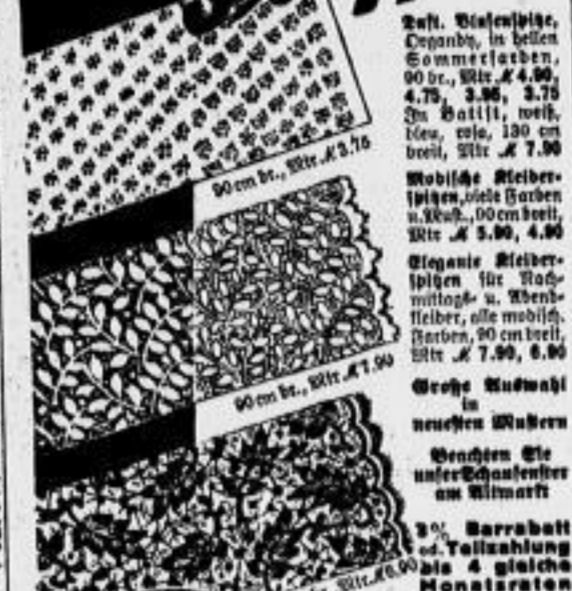 Duft. Blusenspitze,
Organdy, in hellen
Sommerfarben,
90 br., Mtr. ℳ 4.90,
4.75, 3.95, 3.75
In Batist, weiß,
bleu, rosa, 130 cm
breit, Mtr ℳ 7.90
Modische Kleider-
spitzen, viele Farben
u. Must., 90 cm breit,
Mtr ℳ 5.90, 4.90
Elegante Kleider-
spitzen für Nach-
mittags- u. Abend-
kleider, alle modisch.
Farben, 90 cm breit,
Mtr ℳ 7.90, 6.90
Große Auswahl
in
neuesten Mustern
Beachten Sie
unser Schaufenster
am Altmarkt
3% Barrabatt
od. Teilzahlung
bis 4 gleiche
Monatsraten
90 cm br., Mtr. ℳ 3.75
90 cm br., Mtr. ℳ 7.90
Mtr. ℳ 6.90